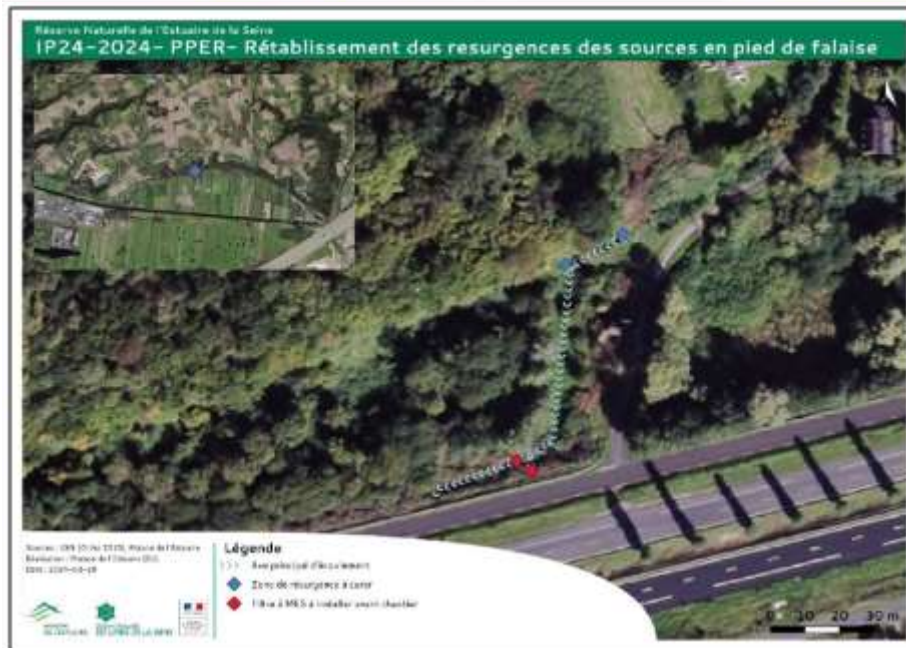 Réserve Naturelle de l'Estuaire de la Seine
IP24-2024- PPER- Rétablissement des resurgences des sources en pied de falaise
Légende
Axe principal d'écoulement
Zone de résurgence à curer
Filtre à MES à installer avant chantier
0 10 20 30 m